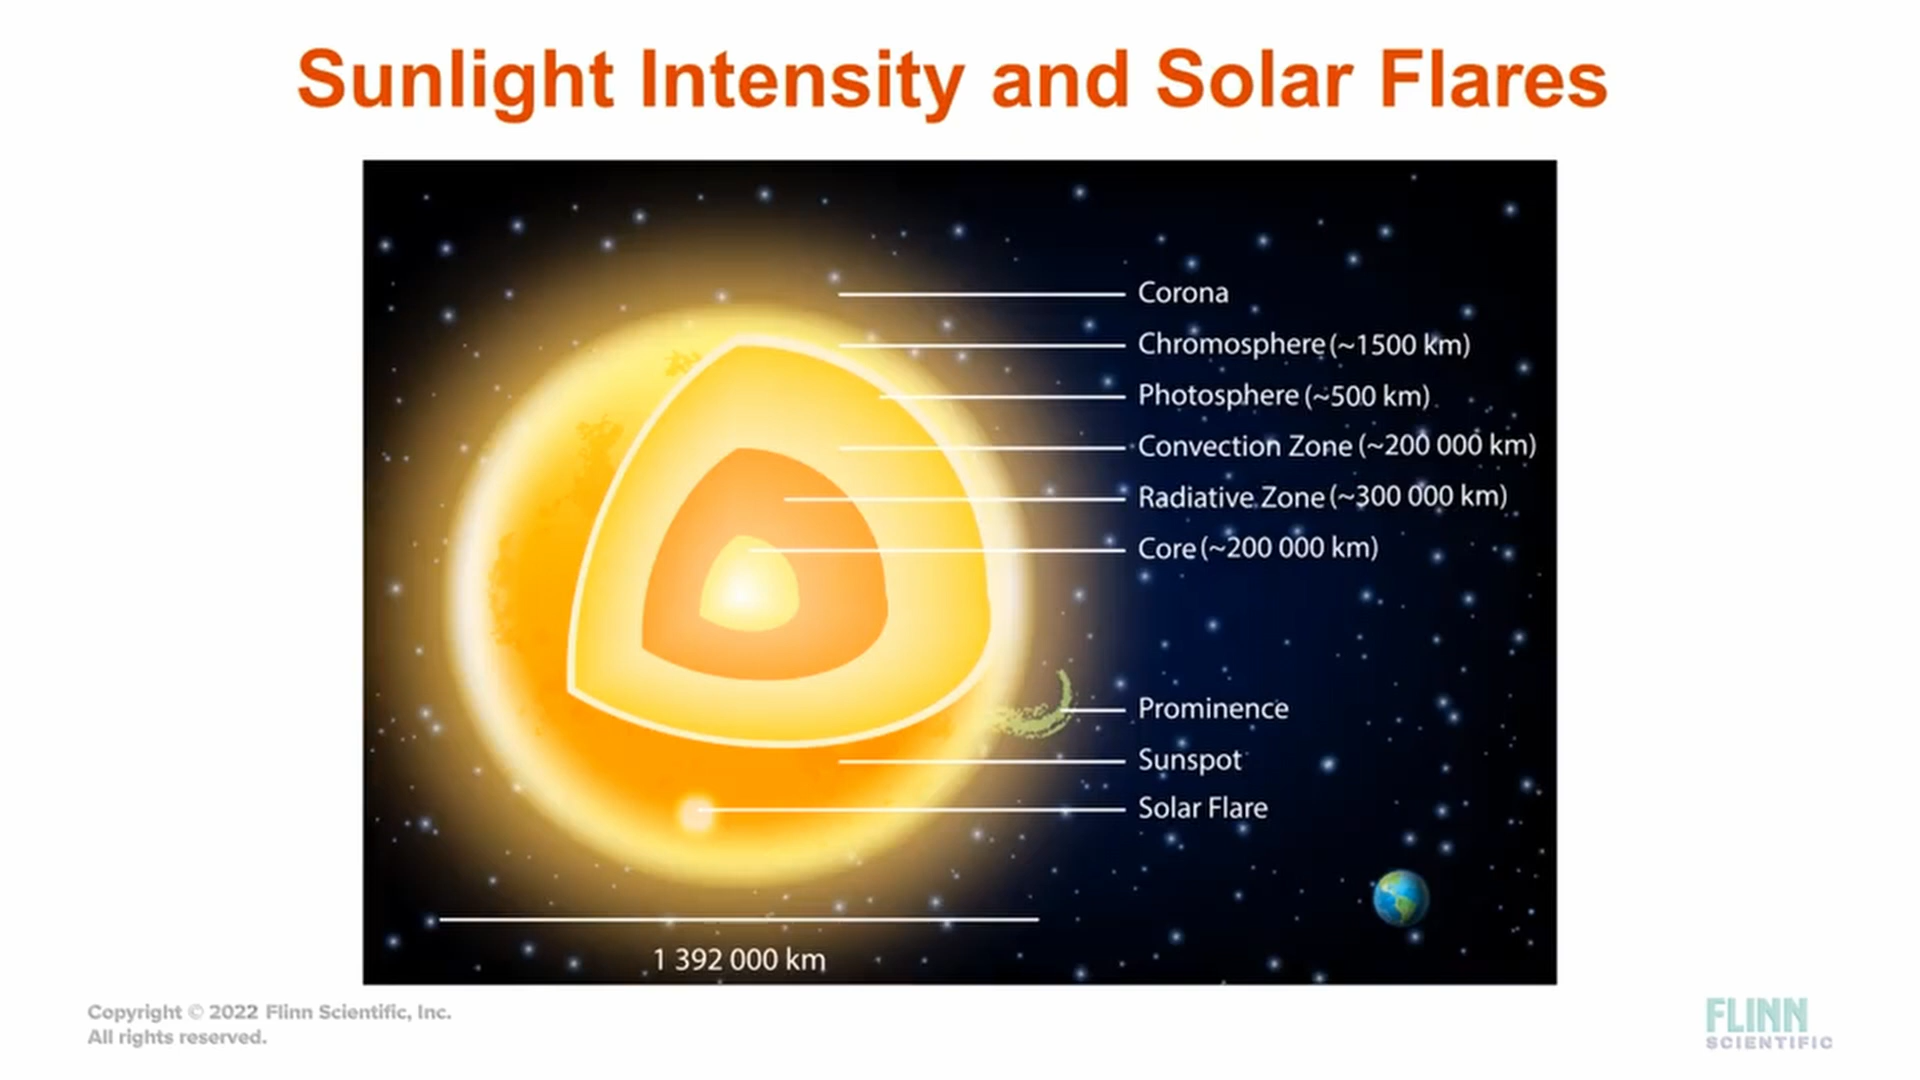 Sunlight Intensity and Solar Flares
Corona
Chromosphere (~1500 km)
Photosphere (~500 km)
Convection Zone (~200 000 km)
Radiative Zone (~300 000 km)
Core (~200 000 km)
Prominence
Sunspot
Solar Flare
1 392 000 km
Copyright © 2022 Flinn Scientific, Inc.
All rights reserved.
FLINN
SCIENTIFIC